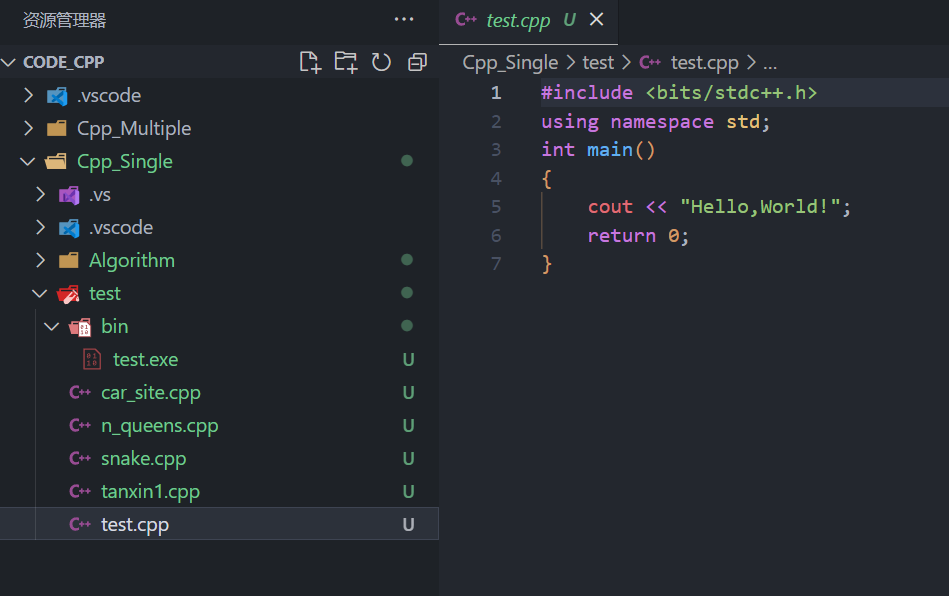 资源管理器
CODE_CPP
.vscode
Cpp_Multiple
Cpp_Single
.vs
.vscode
Algorithm
test
bin
test.exe U
C++ car_site.cpp U
C++ n_queens.cpp U
C++ snake.cpp U
C++ tanxin1.cpp U
C++ test.cpp U
C++ test.cpp U
Cpp_Single > test > C++ test.cpp > ...
1 #include <bits/stdc++.h>
2 using namespace std;
3 int main()
4 {
5 cout << "Hello,World!";
6 return 0;
7 }